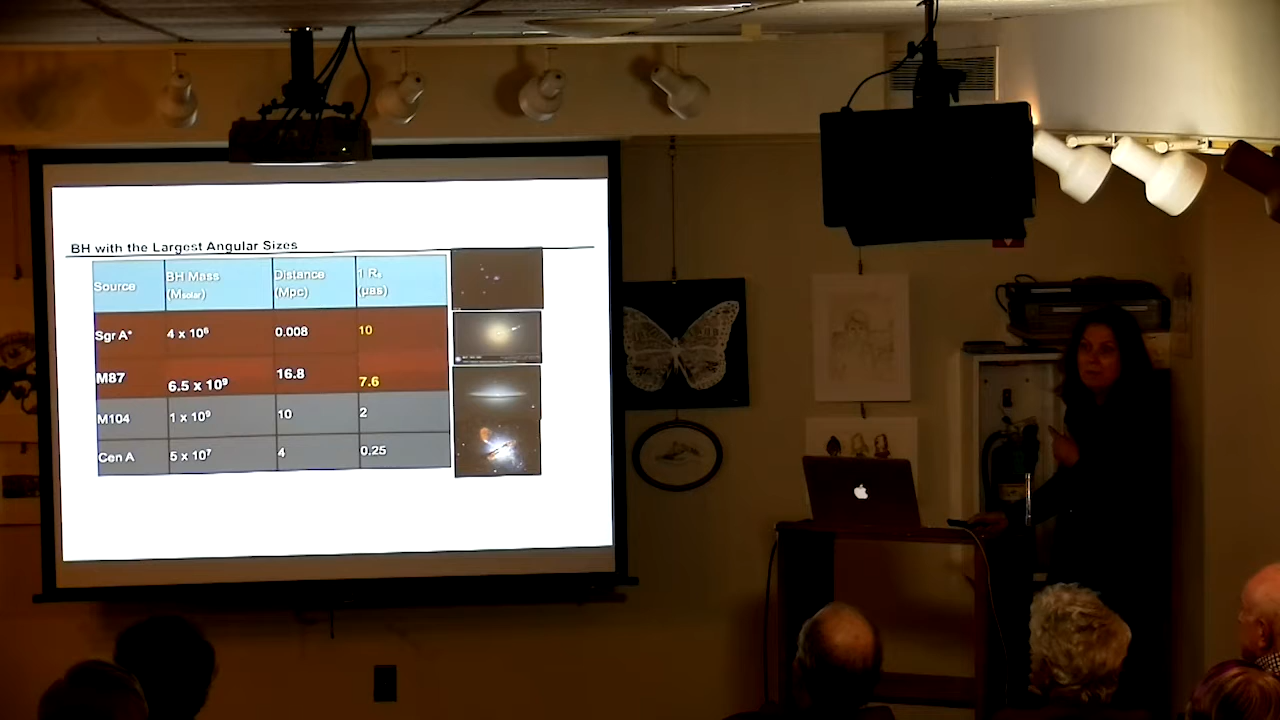 BH with the Largest Angular Sizes
Source BH Mass (Msolar) Distance (Mpc) 1 Rs (μas)
Sgr A* 4 x 10⁶ 0.008 10
M87 6.5 x 10⁹ 16.8 7.6
M104 1 x 10⁹ 10 2
Cen A 5 x 10⁷ 4 0.25